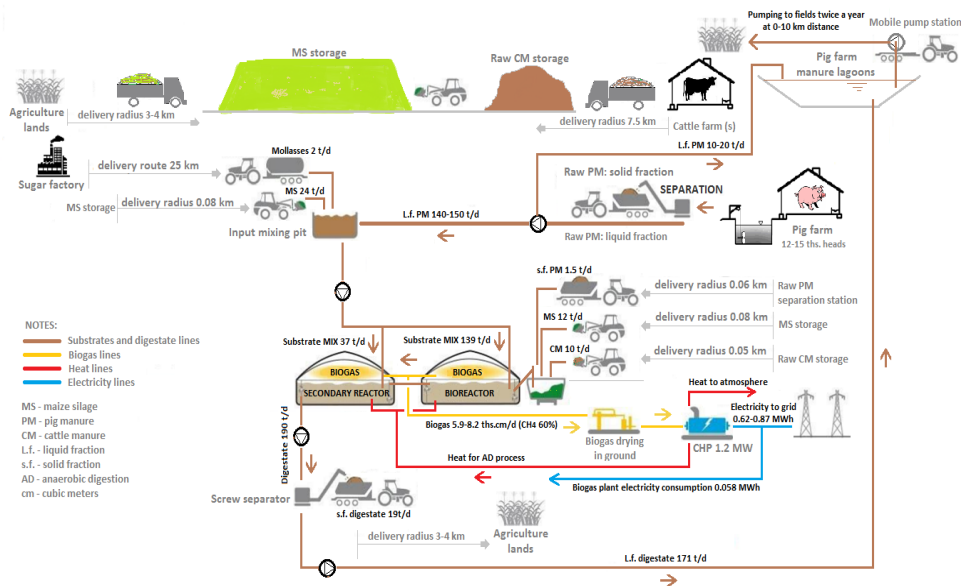 Pumping to fields twice a year
at 0-10 km distance
Mobile pump station
MS storage
Raw CM storage
Pig farm
manure lagoons
Agriculture
lands
delivery radius 3-4 km
delivery radius 7.5 km
Cattle farm (s)
L.f. PM 10-20 t/d
Mollasses 2 t/d
Sugar factory
delivery route 25 km
MS 24 t/d
MS storage
delivery radius 0.08 km
Input mixing pit
L.f. PM 140-150 t/d
Raw PM: solid fraction
SEPARATION
Raw PM: liquid fraction
Pig farm
12-15 ths. heads
s.f. PM 1.5 t/d
delivery radius 0.06 km
Raw PM
separation station
MS 12 t/d
delivery radius 0.08 km
MS storage
CM 10 t/d
delivery radius 0.05 km
Raw CM storage
NOTES:
Substrates and digestate lines
Biogas lines
Heat lines
Electricity lines
MS - maize silage
PM - pig manure
CM - cattle manure
L.f. - liquid fraction
s.f. - solid fraction
AD - anaerobic digestion
cm - cubic meters
Substrate MIX 37 t/d
Substrate MIX 139 t/d
BIOGAS
BIOGAS
SECONDARY REACTOR
BIOREACTOR
Heat to atmosphere
Electricity to grid
0.62-0.87 MWh
Biogas 5.9-8.2 ths.cm/d (CH4 60%)
Biogas drying
in ground
CHP 1.2 MW
Heat for AD process
Biogas plant electricity consumption 0.058 MWh
Digestate 190 t/d
Screw separator
s.f. digestate 19t/d
delivery radius 3-4 km
Agriculture
lands
L.f. digestate 171 t/d